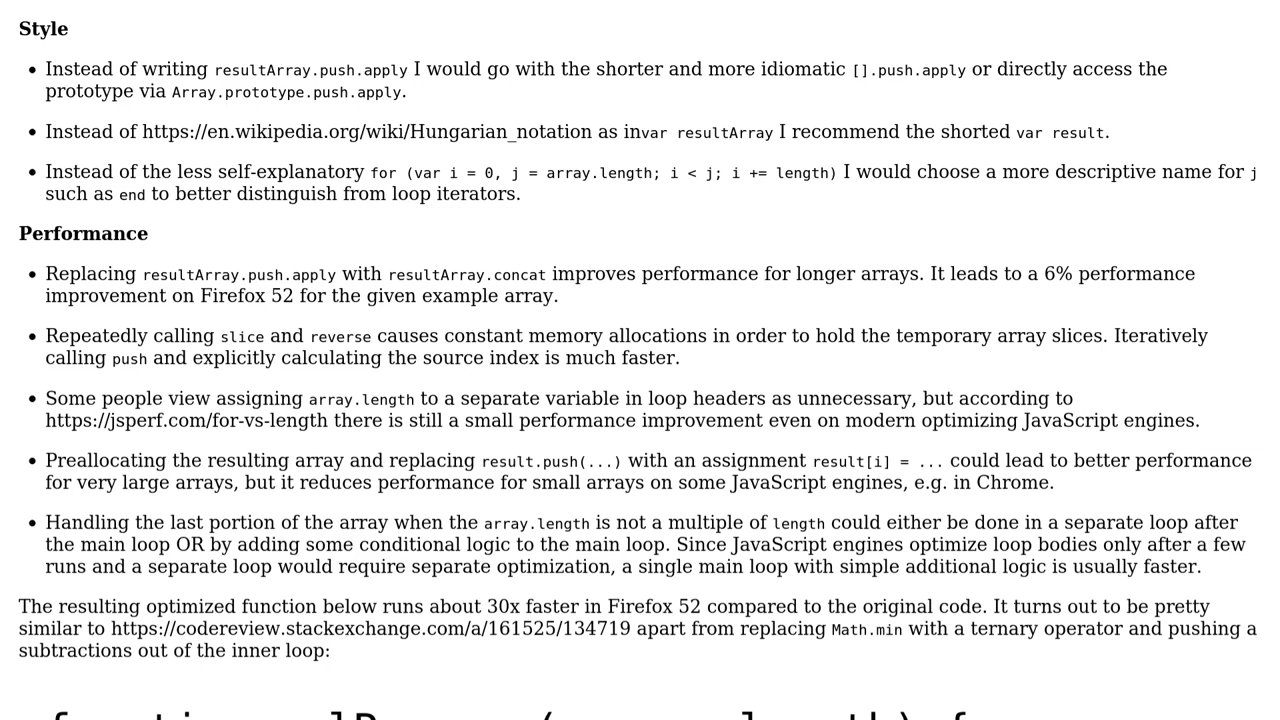 Style
• Instead of writing resultArray.push.apply I would go with the shorter and more idiomatic [].push.apply or directly access the
prototype via Array.prototype.push.apply.
• Instead of https://en.wikipedia.org/wiki/Hungarian_notation as invar resultArray I recommend the shorted var result.
• Instead of the less self-explanatory for (var i = 0, j = array.length; i < j; i += length) I would choose a more descriptive name for j
such as end to better distinguish from loop iterators.
Performance
• Replacing resultArray.push.apply with resultArray.concat improves performance for longer arrays. It leads to a 6% performance
improvement on Firefox 52 for the given example array.
• Repeatedly calling slice and reverse causes constant memory allocations in order to hold the temporary array slices. Iteratively
calling push and explicitly calculating the source index is much faster.
• Some people view assigning array.length to a separate variable in loop headers as unnecessary, but according to
https://jsperf.com/for-vs-length there is still a small performance improvement even on modern optimizing JavaScript engines.
• Preallocating the resulting array and replacing result.push(...) with an assignment result[i] = ... could lead to better performance
for very large arrays, but it reduces performance for small arrays on some JavaScript engines, e.g. in Chrome.
• Handling the last portion of the array when the array.length is not a multiple of length could either be done in a separate loop after
the main loop OR by adding some conditional logic to the main loop. Since JavaScript engines optimize loop bodies only after a few
runs and a separate loop would require separate optimization, a single main loop with simple additional logic is usually faster.
The resulting optimized function below runs about 30x faster in Firefox 52 compared to the original code. It turns out to be pretty
similar to https://codereview.stackexchange.com/a/161525/134719 apart from replacing Math.min with a ternary operator and pushing a
subtractions out of the inner loop: